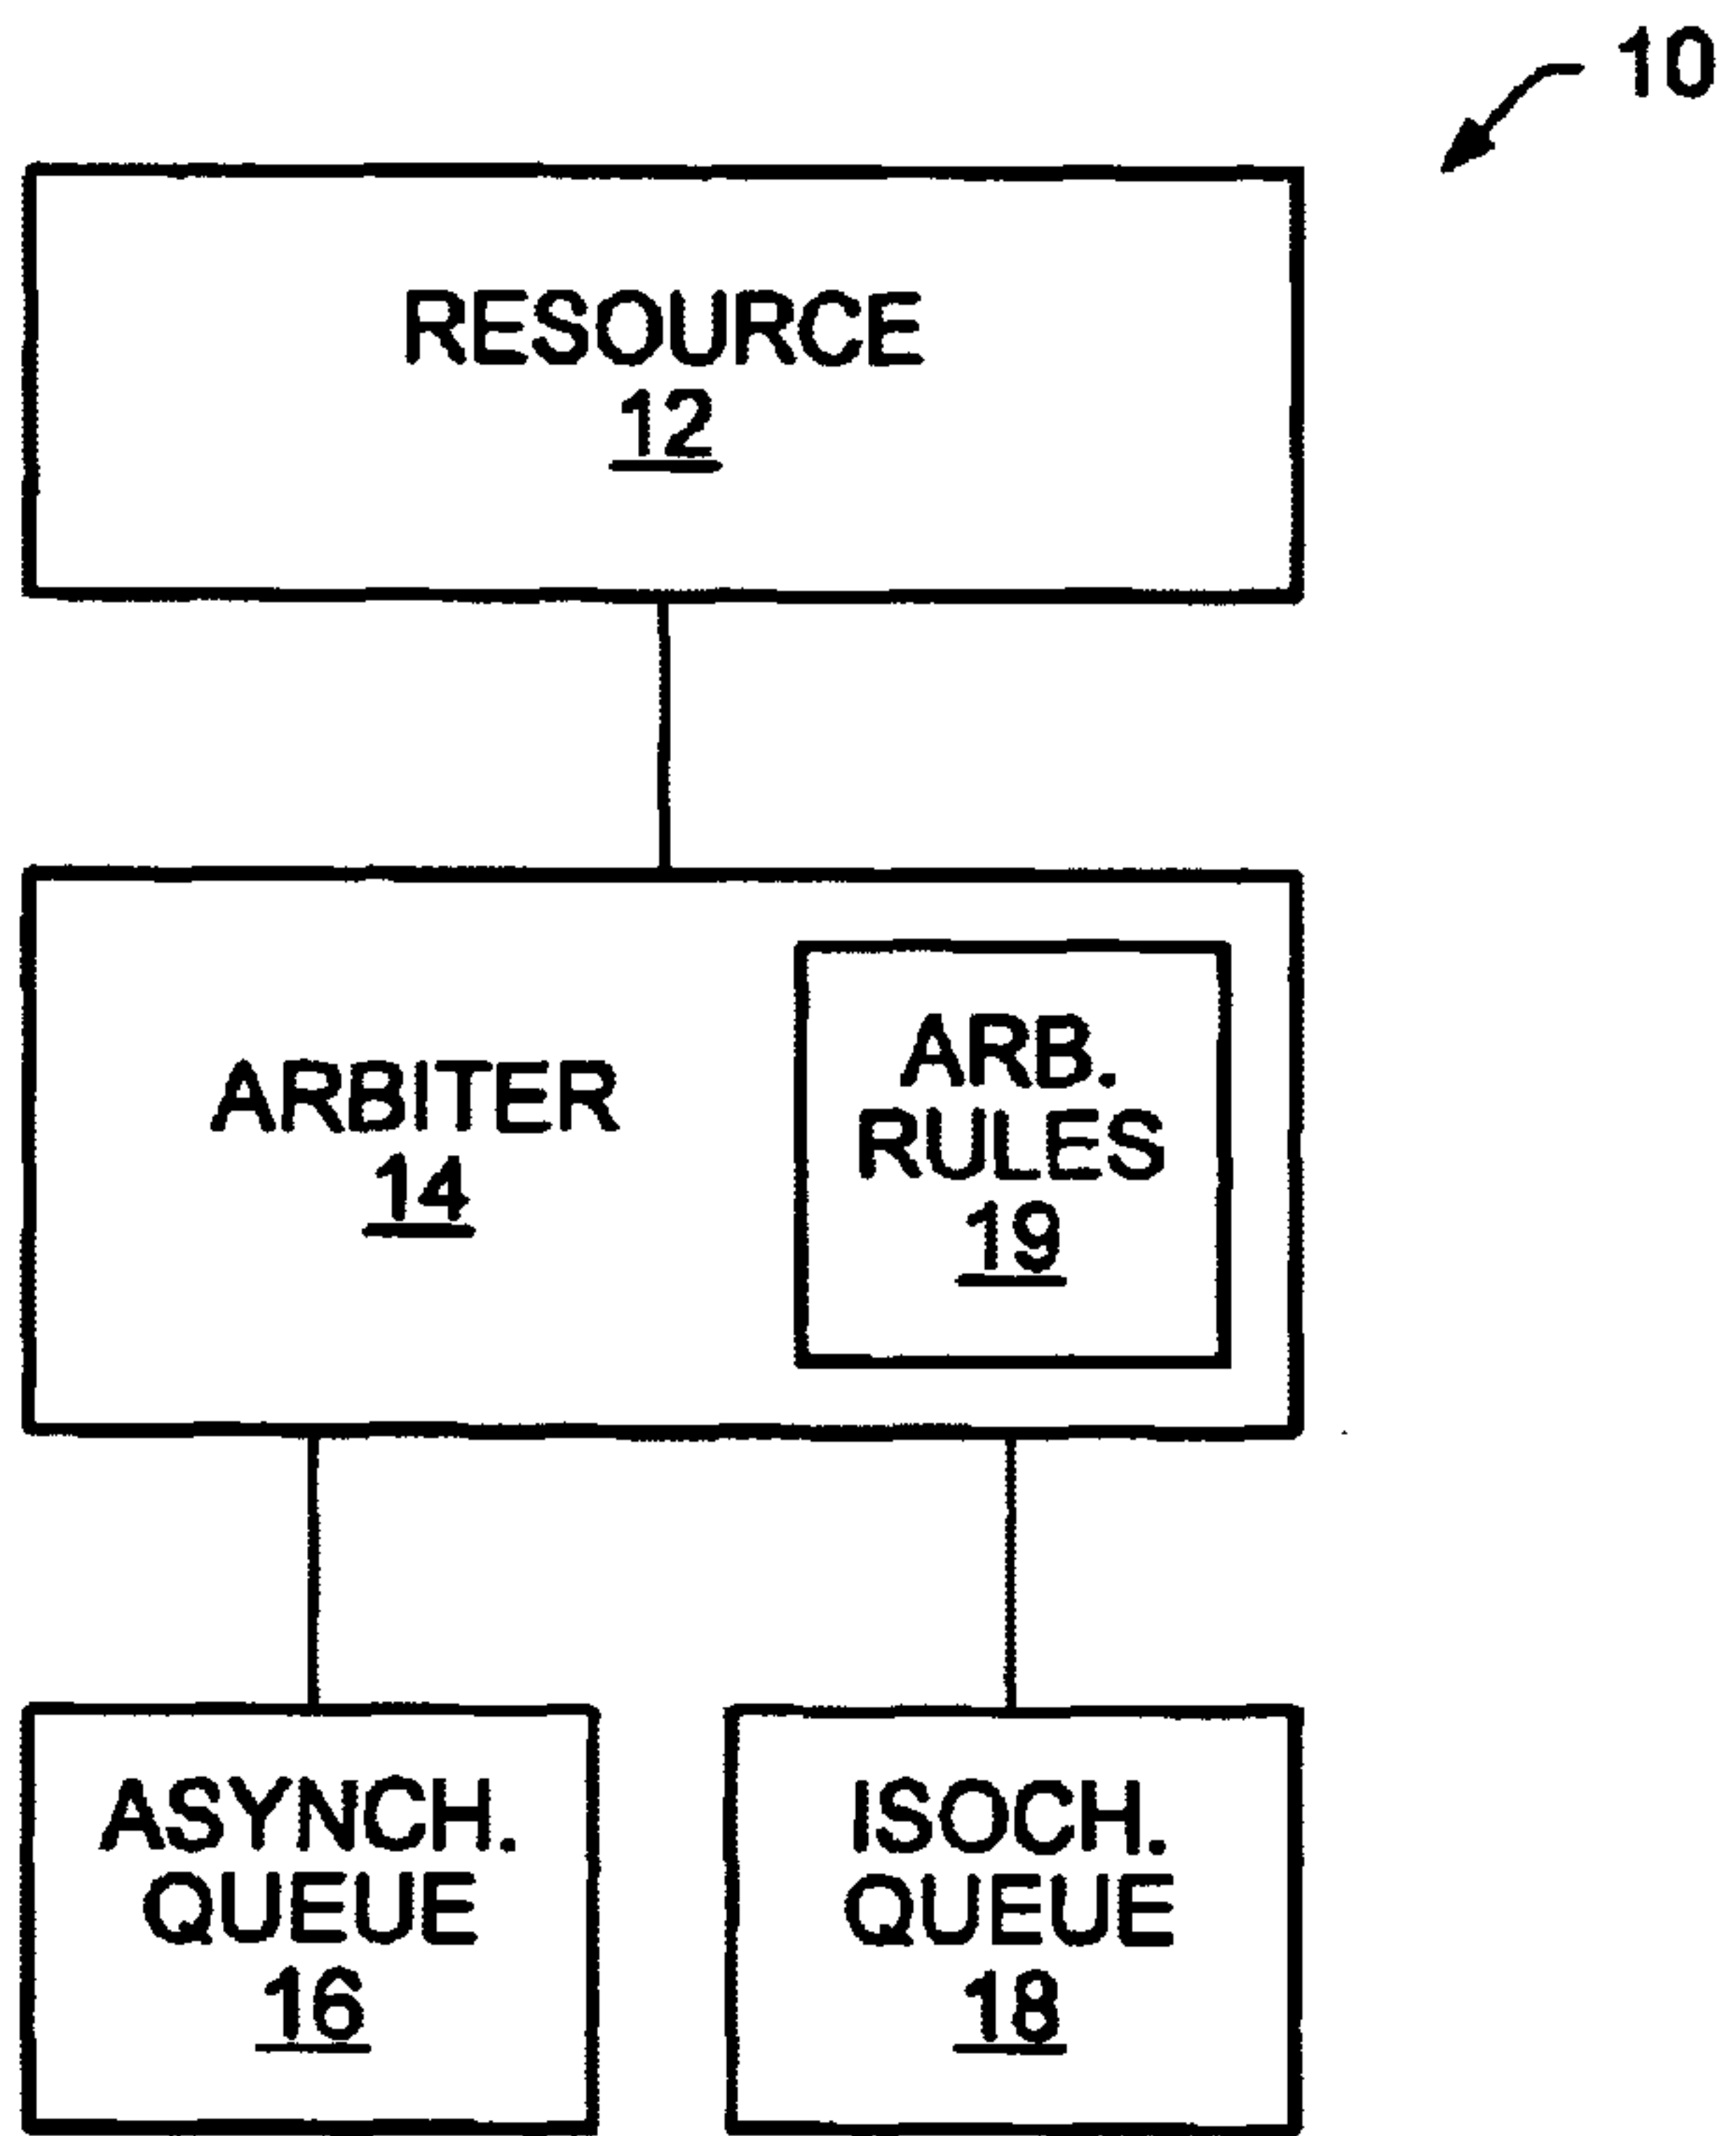 10
RESOURCE
12
ARBITER
14
ARB.
RULES
19
ASYNCH.
QUEUE
16
ISOCH.
QUEUE
18